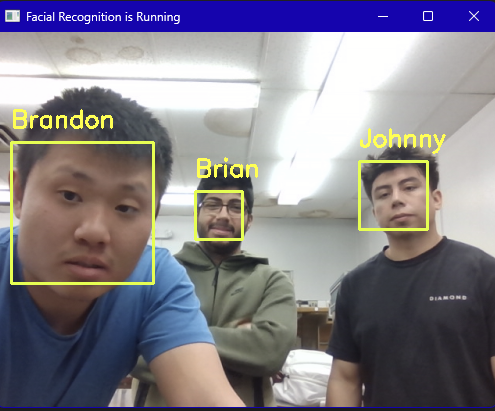 Facial Recognition is Running
Brandon
Brian
Johnny
DIAMOND